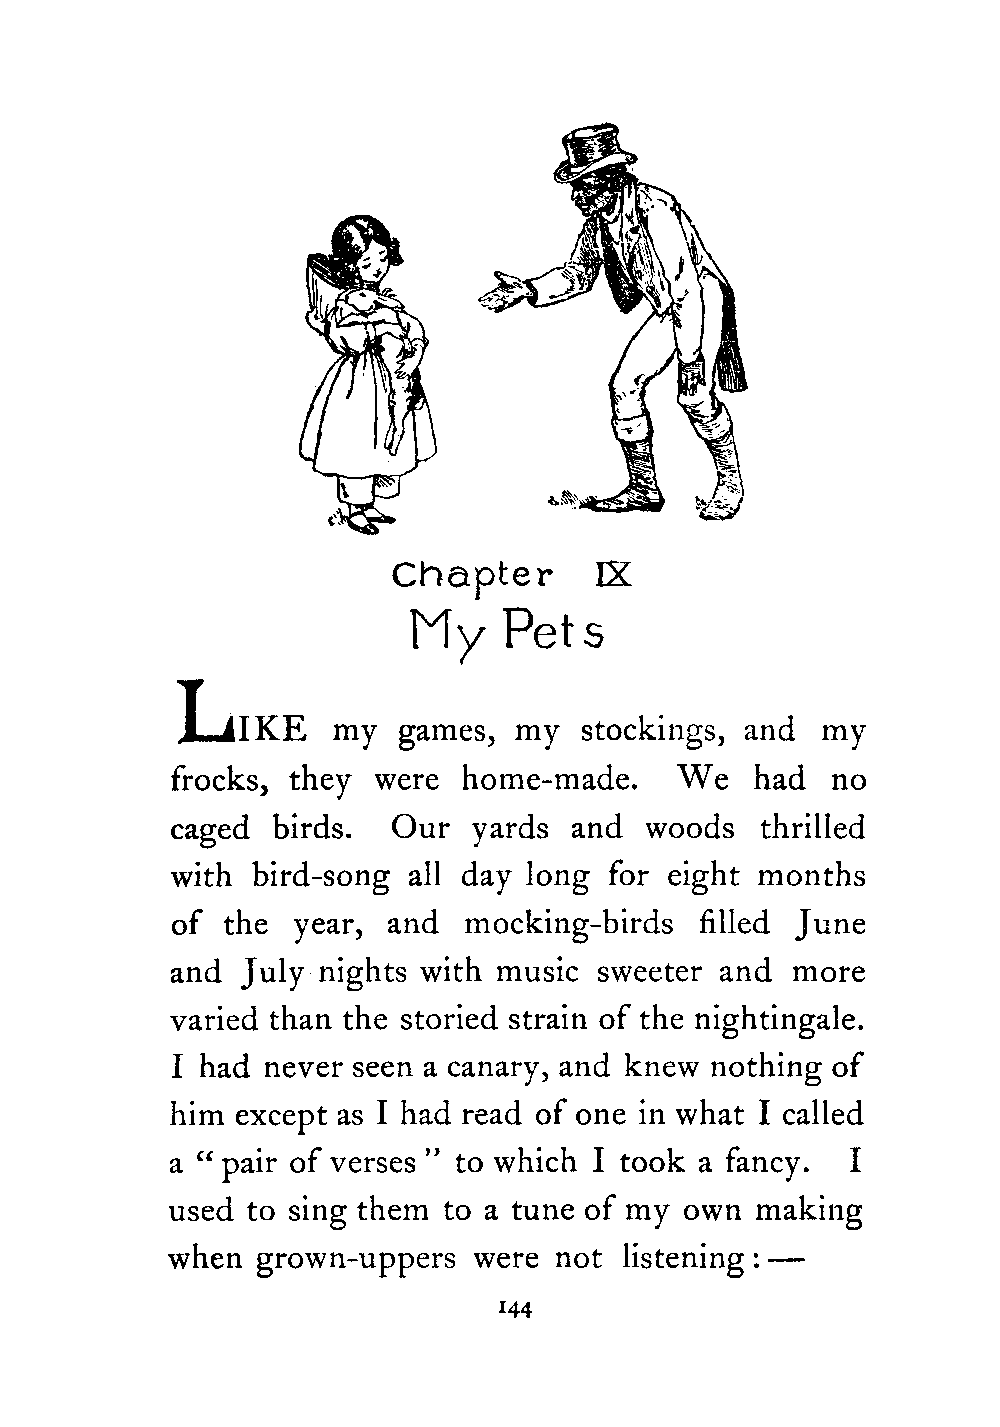 Chapter IX
My Pets
LIKE my games, my stockings, and my
frocks, they were home-made. We had no
caged birds. Our yards and woods thrilled
with bird-song all day long for eight months
of the year, and mocking-birds filled June
and July nights with music sweeter and more
varied than the storied strain of the nightingale.
I had never seen a canary, and knew nothing of
him except as I had read of one in what I called
a “ pair of verses ” to which I took a fancy. I
used to sing them to a tune of my own making
when grown-uppers were not listening : —
144